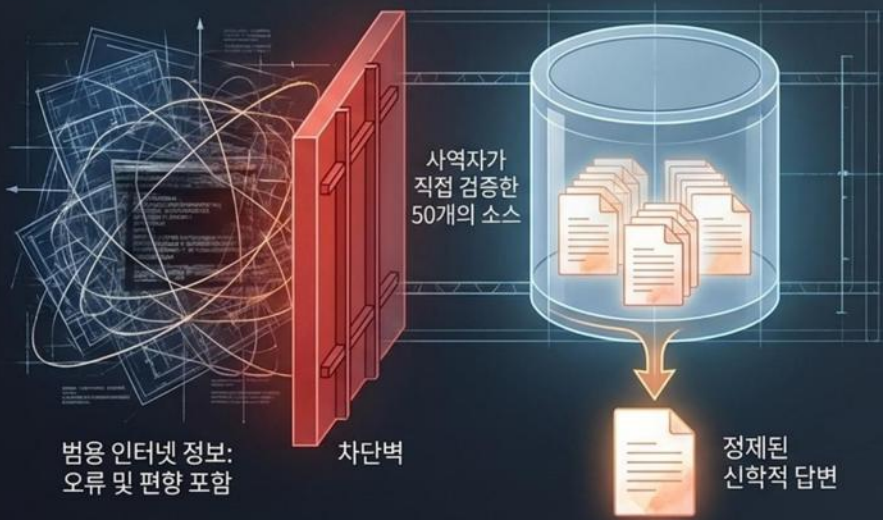 사역자가
직접 검증한
50개의 소스
범용 인터넷 정보:
오류 및 편향 포함
차단벽
정제된
신학적 답변